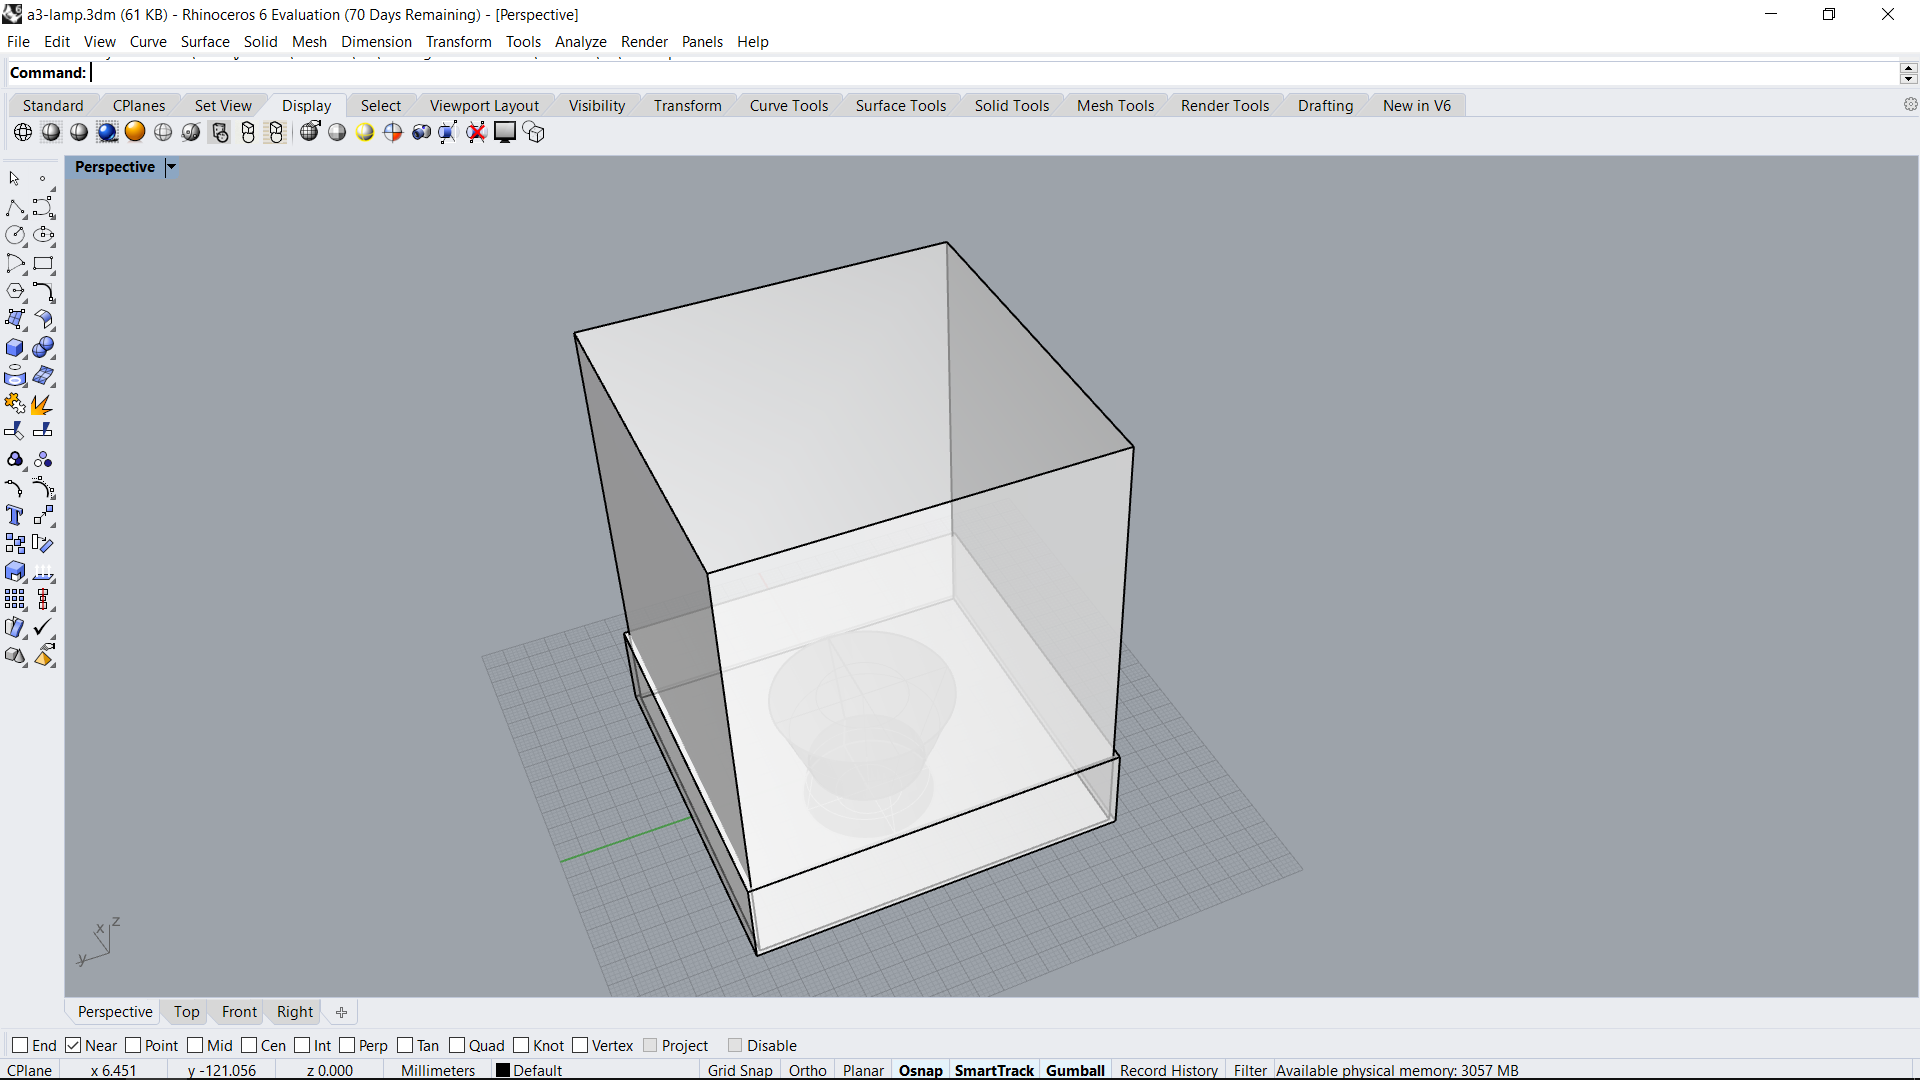 a3-lamp.3dm (61 KB) - Rhinoceros 6 Evaluation (70 Days Remaining) - [Perspective]
File Edit View Curve Surface Solid Mesh Dimension Transform Tools Analyze Render Panels Help
Command:
Standard CPlanes Set View Display Select Viewport Layout Visibility Transform Curve Tools Surface Tools Solid Tools Mesh Tools Render Tools Drafting New in V6
Perspective
z
x
y
Perspective Top Front Right
End Near Point Mid Cen Int Perp Tan Quad Knot Vertex Project Disable
CPlane x 6.451 y -121.056 z 0.000 Millimeters Default Grid Snap Ortho Planar Osnap SmartTrack Gumball Record History Filter Available physical memory: 3057 MB